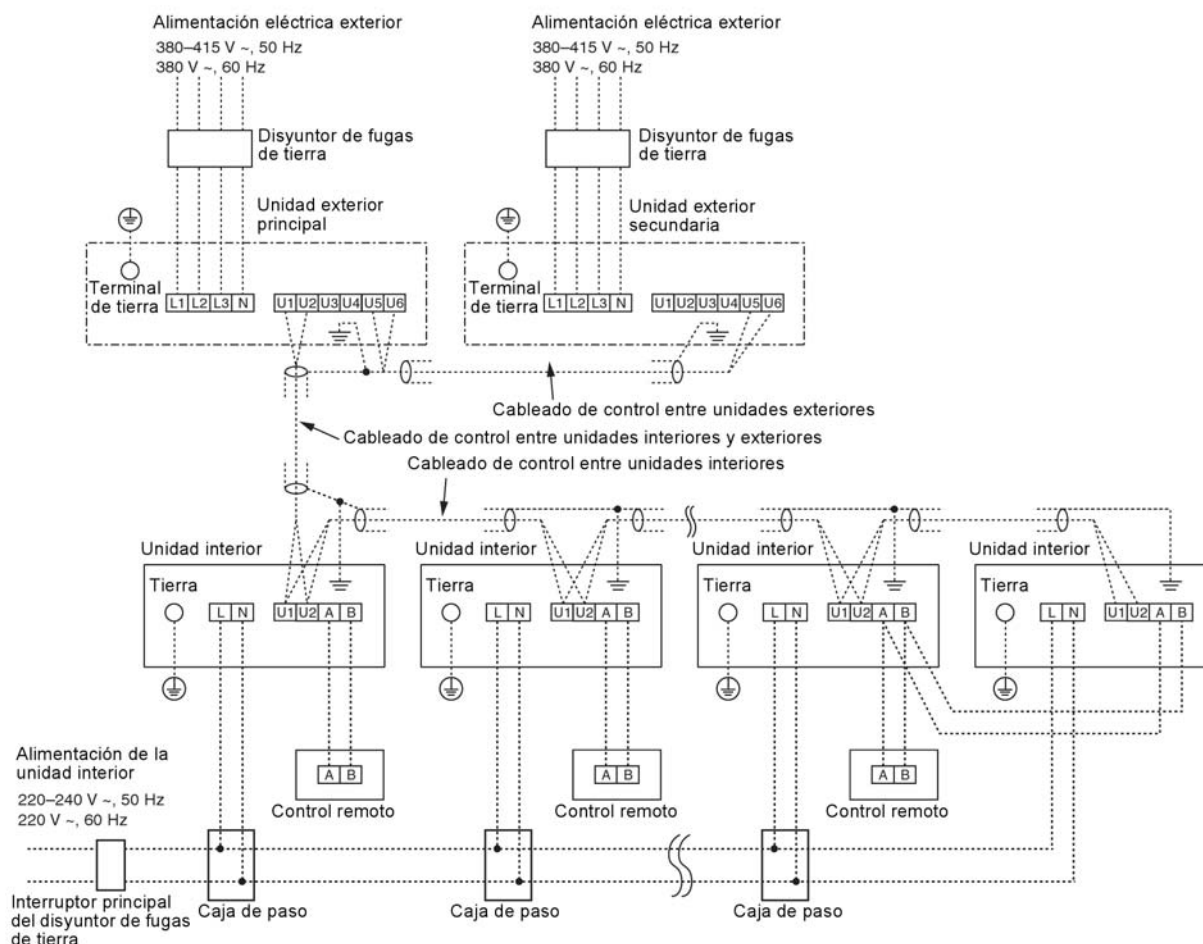 Alimentación eléctrica exterior
380–415 V ~, 50 Hz
380 V ~, 60 Hz
Alimentación eléctrica exterior
380–415 V ~, 50 Hz
380 V ~, 60 Hz
Disyuntor de fugas
de tierra
Disyuntor de fugas
de tierra
Unidad exterior
principal
Unidad exterior
secundaria
Terminal
de tierra
L1 L2 L3 N
U1 U2 U3 U4 U5 U6
Terminal
de tierra
L1 L2 L3 N
U1 U2 U3 U4 U5 U6
Cableado de control entre unidades exteriores
Cableado de control entre unidades interiores y exteriores
Cableado de control entre unidades interiores
Unidad interior
Unidad interior
Unidad interior
Unidad interior
Tierra
L N
U1 U2 A B
Tierra
L N
U1 U2 A B
Tierra
L N
U1 U2 A B
Tierra
L N
U1 U2 A B
Alimentación de la
unidad interior
220–240 V ~, 50 Hz
220 V ~, 60 Hz
A B
Control remoto
A B
Control remoto
A B
Control remoto
Interruptor principal
del disyuntor de fugas
de tierra
Caja de paso
Caja de paso
Caja de paso